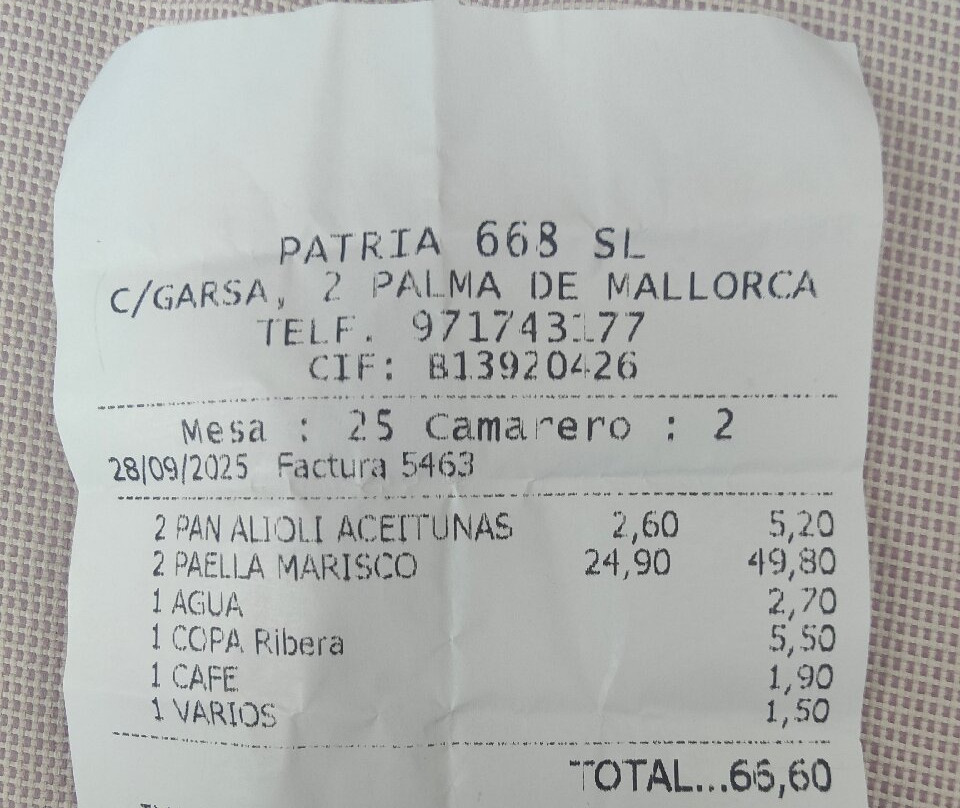 PATRIA 668 SL
C/GARSA, 2 PALMA DE MALLORCA
TELF. 971743177
CIF: B13920426
Mesa : 25 Camarero : 2
28/09/2025 Factura 5463
2 PAN ALIOLI ACEITUNAS 2,60 5,20
2 PAELLA MARISCO 24,90 49,80
1 AGUA 2,70
1 COPA Ribera 5,50
1 CAFE 1,90
1 VARIOS 1,50
TOTAL...66,60